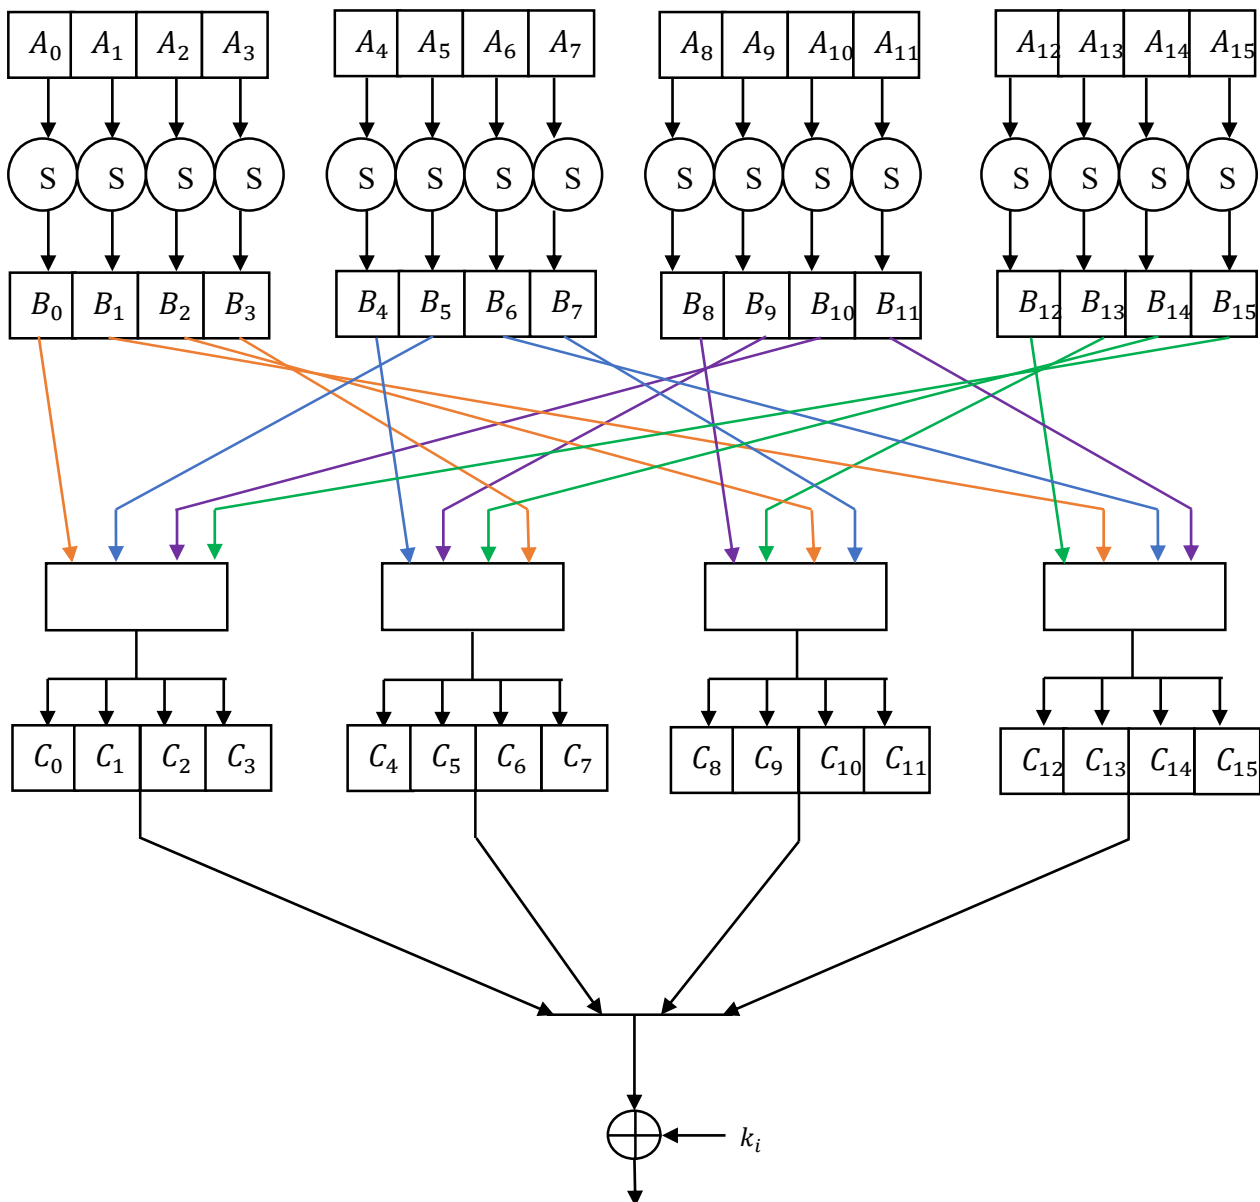 A₀ A₁ A₂ A₃ A₄ A₅ A₆ A₇ A₈ A₉ A₁₀ A₁₁ A₁₂ A₁₃ A₁₄ A₁₅
S S S S S S S S S S S S S S S S
B₀ B₁ B₂ B₃ B₄ B₅ B₆ B₇ B₈ B₉ B₁₀ B₁₁ B₁₂ B₁₃ B₁₄ B₁₅
C₀ C₁ C₂ C₃ C₄ C₅ C₆ C₇ C₈ C₉ C₁₀ C₁₁ C₁₂ C₁₃ C₁₄ C₁₅
kᵢ